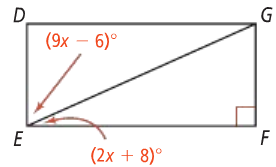 D G
(9x − 6)°
E F
(2x + 8)°